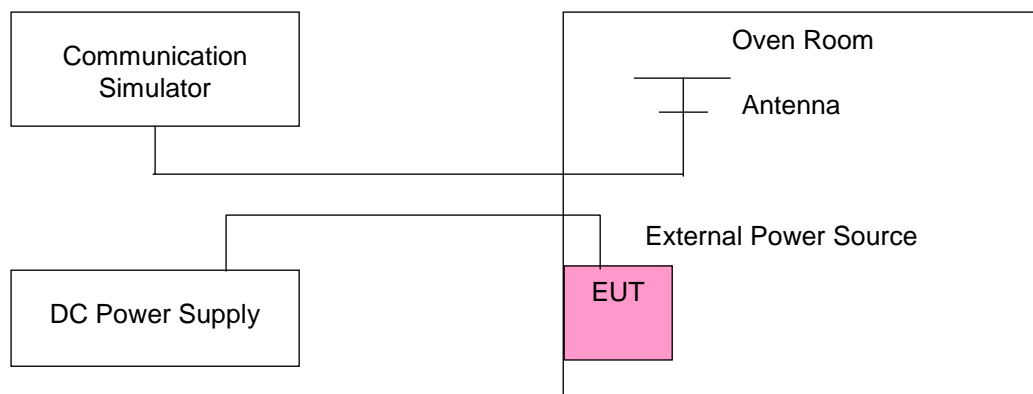 Communication
Simulator
Oven Room
Antenna
External Power Source
DC Power Supply
EUT